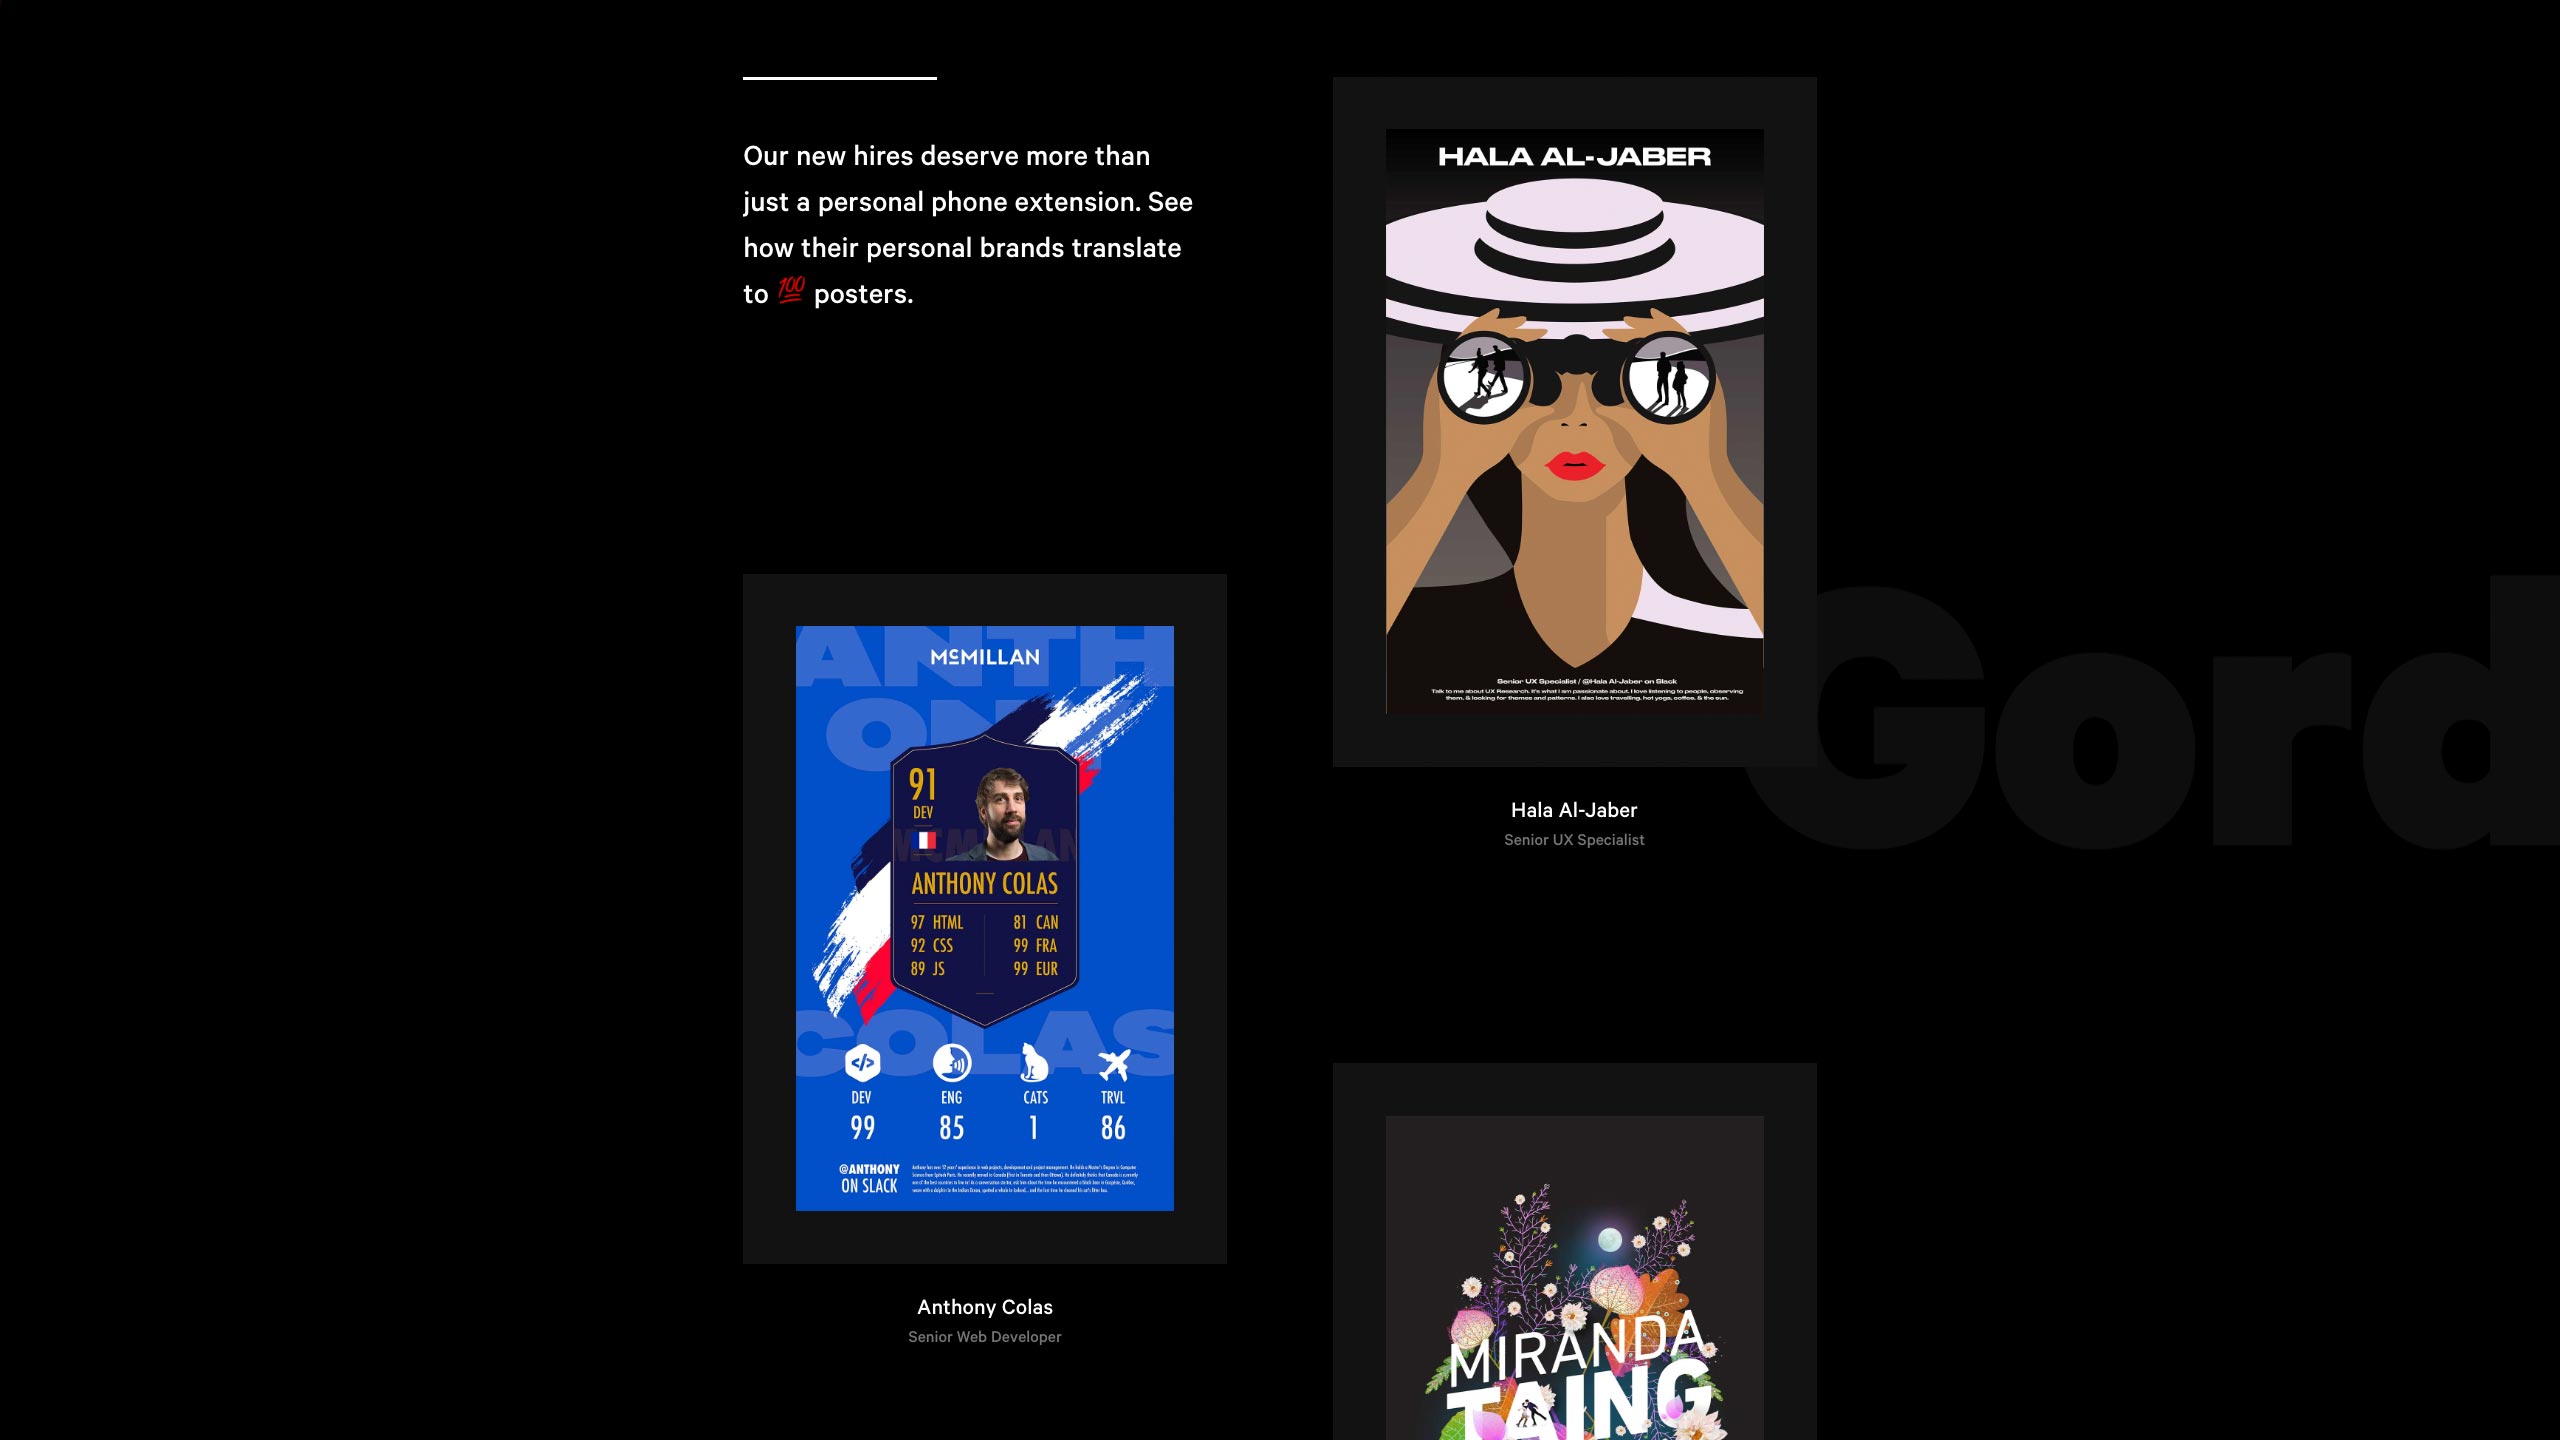 Our new hires deserve more than
just a personal phone extension. See
how their personal brands translate
to 💯 posters.
HALA AL-JABER
Senior UX Specialist / @Hala Al-Jaber on Slack
Talk to me about UX Research. It's what I am passionate about. I love listening to people, observing
them, & looking for themes and patterns. I also love travelling, hot yoga, coffee, & the sun.
Hala Al-Jaber
Senior UX Specialist
Gord
ANTH
ONY
McMILLAN
91
DEV
MCMILLAN
ANTHONY COLAS
97 HTML 81 CAN
92 CSS 99 FRA
89 JS 99 EUR
COLAS
DEV ENG CATS TRVL
99 85 1 86
@ANTHONY
ON SLACK
Anthony Colas
Senior Web Developer
MIRANDA
TAING